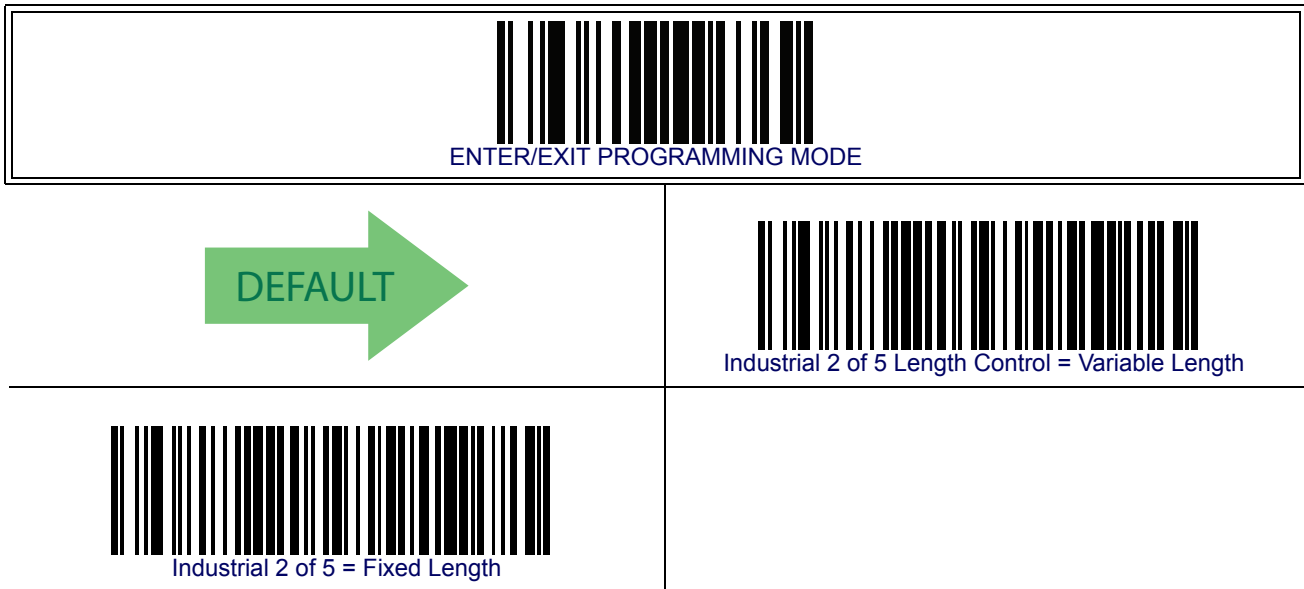 ENTER/EXIT PROGRAMMING MODE
DEFAULT
Industrial 2 of 5 Length Control = Variable Length
Industrial 2 of 5 = Fixed Length